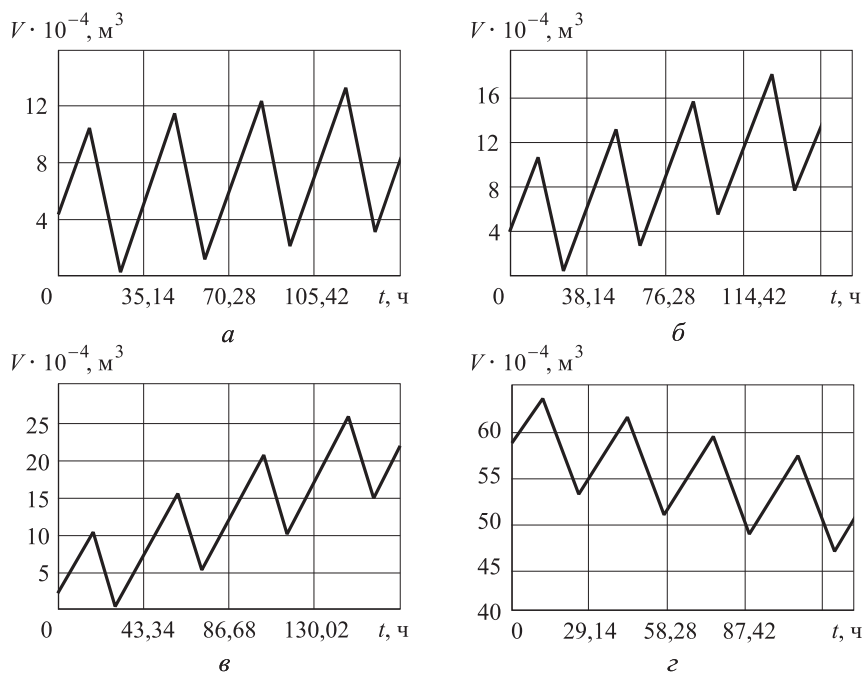 V · 10⁻⁴, м³
12
8
4
0 35,14 70,28 105,42 t, ч
а
V · 10⁻⁴, м³
16
12
8
4
0 38,14 76,28 114,42 t, ч
б
V · 10⁻⁴, м³
25
20
15
10
5
0 43,34 86,68 130,02 t, ч
в
V · 10⁻⁴, м³
60
55
50
45
40
0 29,14 58,28 87,42 t, ч
г